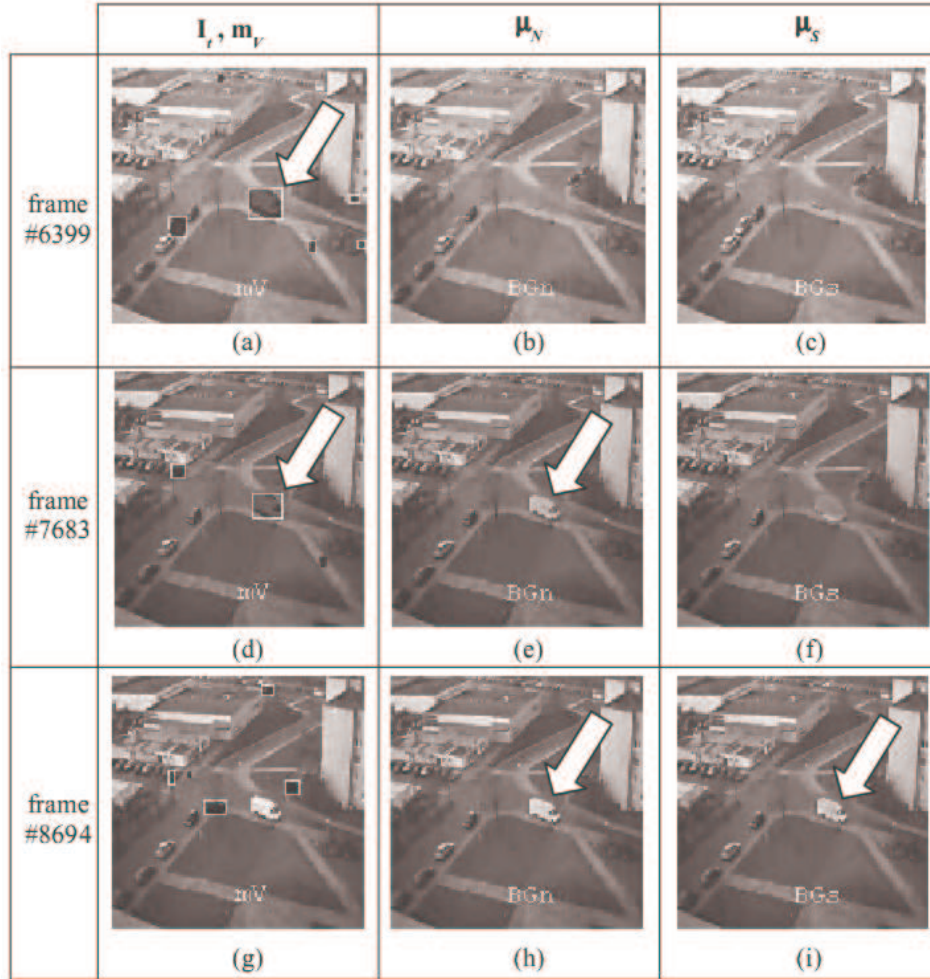 I_t , m_V
μ_N
μ_S
frame
#6399
mV
BGn
BGs
(a)
(b)
(c)
frame
#7683
mV
BGn
BGs
(d)
(e)
(f)
frame
#8694
mV
BGn
BGs
(g)
(h)
(i)